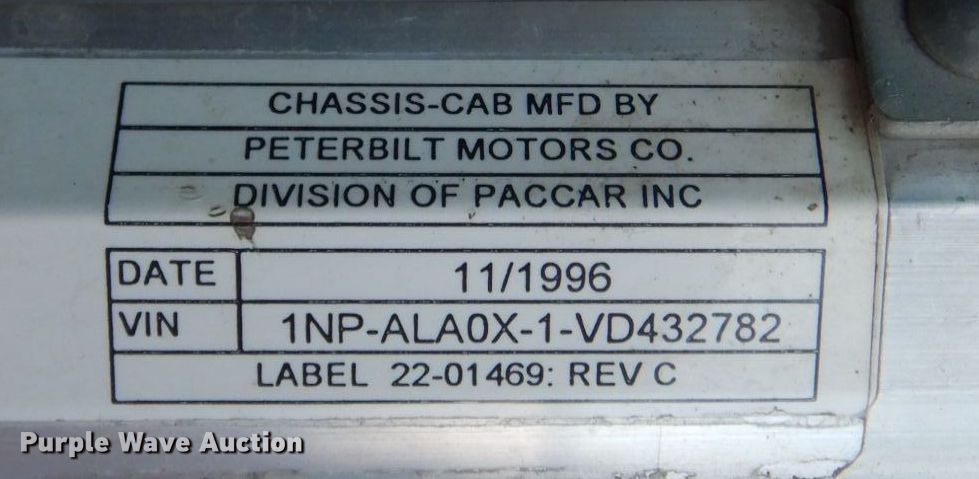 CHASSIS-CAB MFD BY
PETERBILT MOTORS CO.
DIVISION OF PACCAR INC
DATE 11/1996
VIN 1NP-ALA0X-1-VD432782
LABEL 22-01469: REV C
Purple Wave Auction